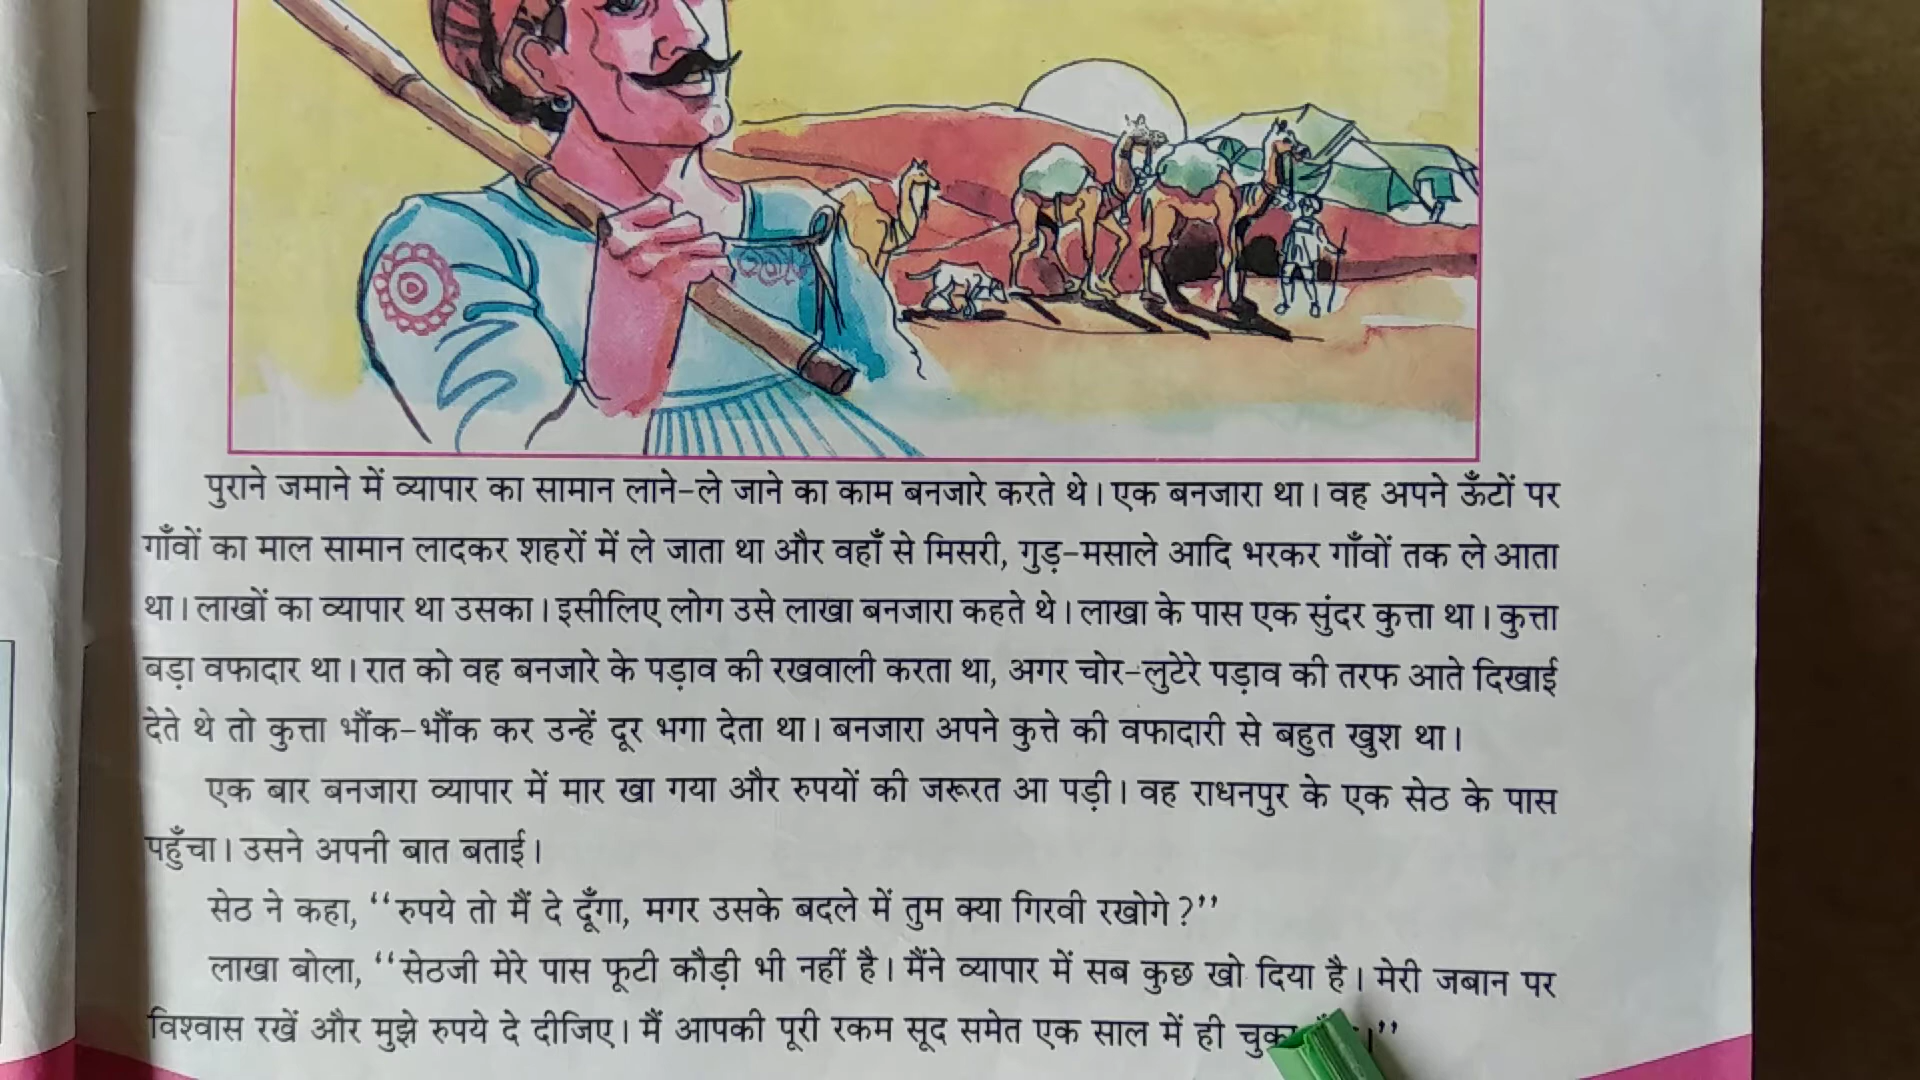 पुराने जमाने में व्यापार का सामान लाने-ले जाने का काम बनजारे करते थे। एक बनजारा था। वह अपने ऊँटों पर
गाँवों का माल सामान लादकर शहरों में ले जाता था और वहाँ से मिसरी, गुड़-मसाले आदि भरकर गाँवों तक ले आता
था। लाखों का व्यापार था उसका। इसीलिए लोग उसे लाखा बनजारा कहते थे। लाखा के पास एक सुंदर कुत्ता था। कुत्ता
बड़ा वफादार था। रात को वह बनजारे के पड़ाव की रखवाली करता था, अगर चोर-लुटेरे पड़ाव की तरफ आते दिखाई
देते थे तो कुत्ता भौंक-भौंक कर उन्हें दूर भगा देता था। बनजारा अपने कुत्ते की वफादारी से बहुत खुश था।
एक बार बनजारा व्यापार में मार खा गया और रुपयों की जरूरत आ पड़ी। वह राधनपुर के एक सेठ के पास
पहुँचा। उसने अपनी बात बताई।
सेठ ने कहा, ‘‘रुपये तो मैं दे दूँगा, मगर उसके बदले में तुम क्या गिरवी रखोगे ?’’
लाखा बोला, ‘‘सेठजी मेरे पास फूटी कौड़ी भी नहीं है। मैंने व्यापार में सब कुछ खो दिया है। मेरी जबान पर
विश्वास रखें और मुझे रुपये दे दीजिए। मैं आपकी पूरी रकम सूद समेत एक साल में ही ।’’